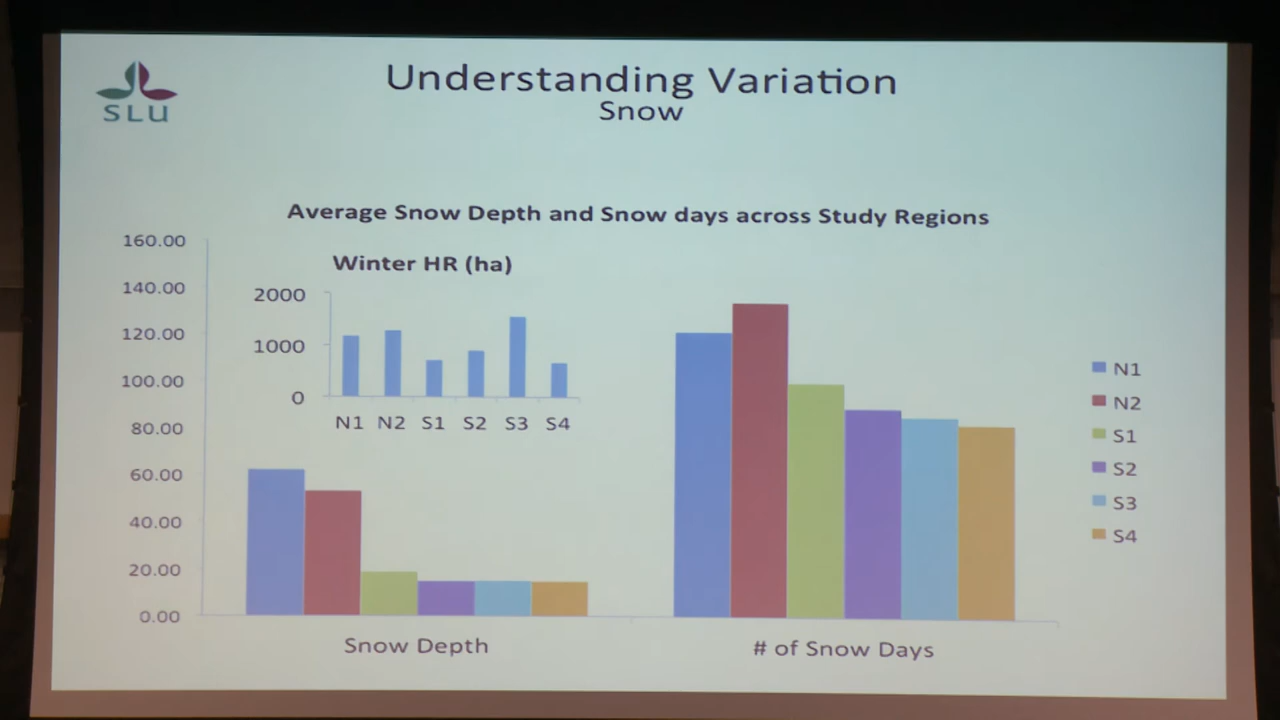 SLU
Understanding Variation
Snow
Average Snow Depth and Snow days across Study Regions
160.00
140.00
120.00
100.00
80.00
60.00
40.00
20.00
0.00
Winter HR (ha)
2000
1000
0
N1 N2 S1 S2 S3 S4
Snow Depth
# of Snow Days
N1
N2
S1
S2
S3
S4